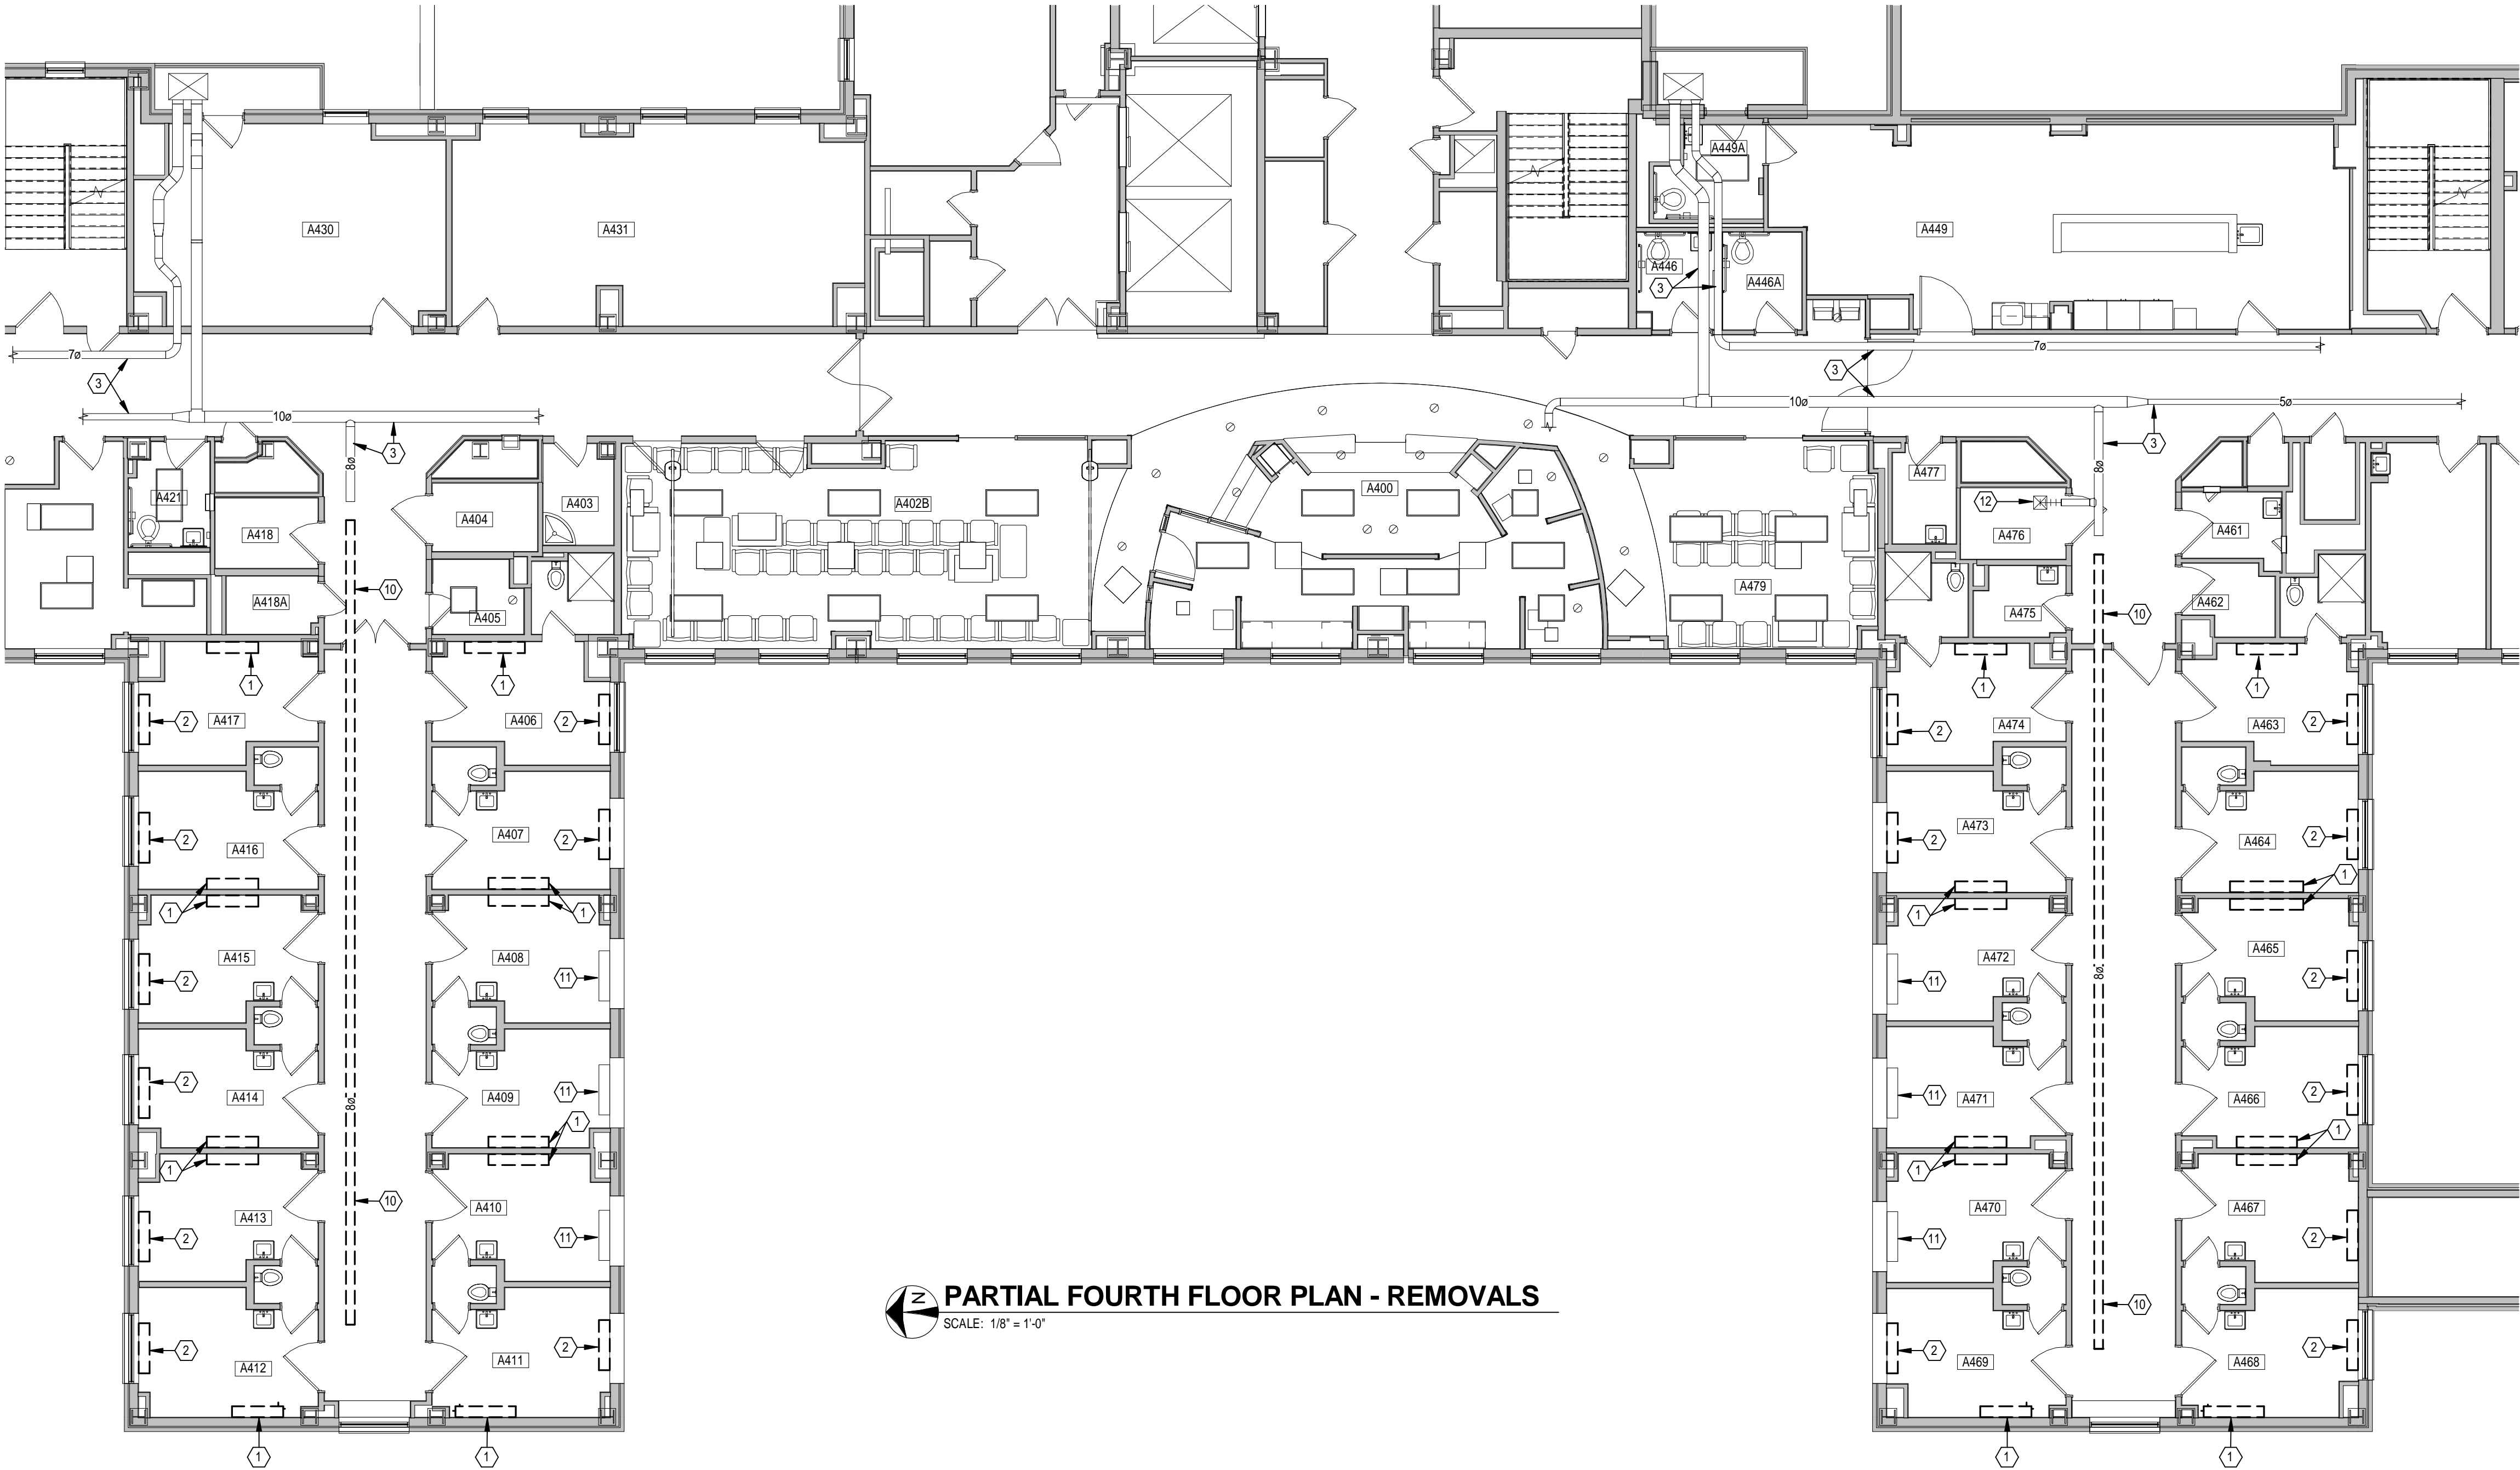 A449A
A430
A431
A449
A446
A446A
3
7ø
7ø
3
3
10ø
10ø
5ø
3
8ø
3
8ø
A421
A418
A404
A403
A402B
A400
A477
12
A476
A461
A418A
10
A405
A479
A475
10
A462
1
1
1
1
2
A417
A406
2
A474
2
A463
2
2
A416
A407
2
A473
2
A464
2
1
1
1
1
2
A415
A408
11
A472
11
8ø
A465
2
2
A414
8ø
A409
11
A471
11
A466
2
1
1
1
1
2
A413
10
A410
11
A470
11
A467
2
N
PARTIAL FOURTH FLOOR PLAN - REMOVALS
SCALE: 1/8" = 1'-0"
10
2
A412
A411
2
A469
2
A468
2
1
1
1
1